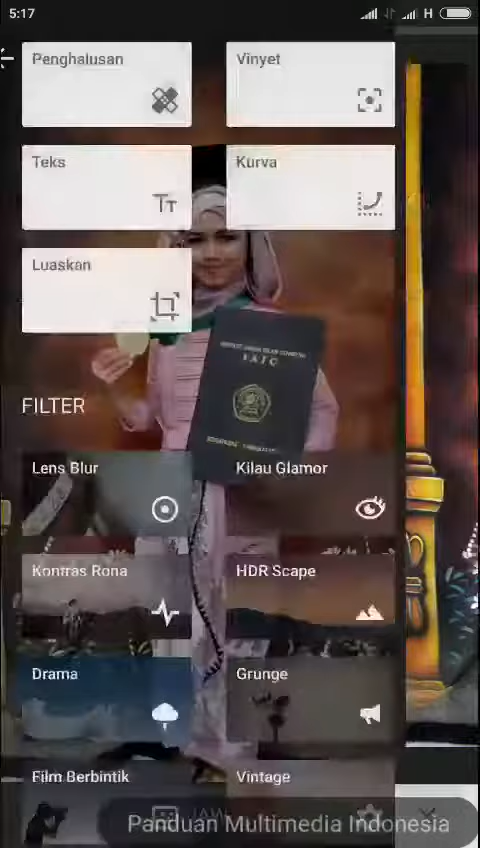 5:17
H
Penghalusan
Vinyet
Teks
Kurva
Tт
Luaskan
FILTER
Lens Blur
Kilau Glamor
Kontras Rona
HDR Scape
Drama
Grunge
Film Berbintik
Vintage
Panduan Multimedia Indonesia